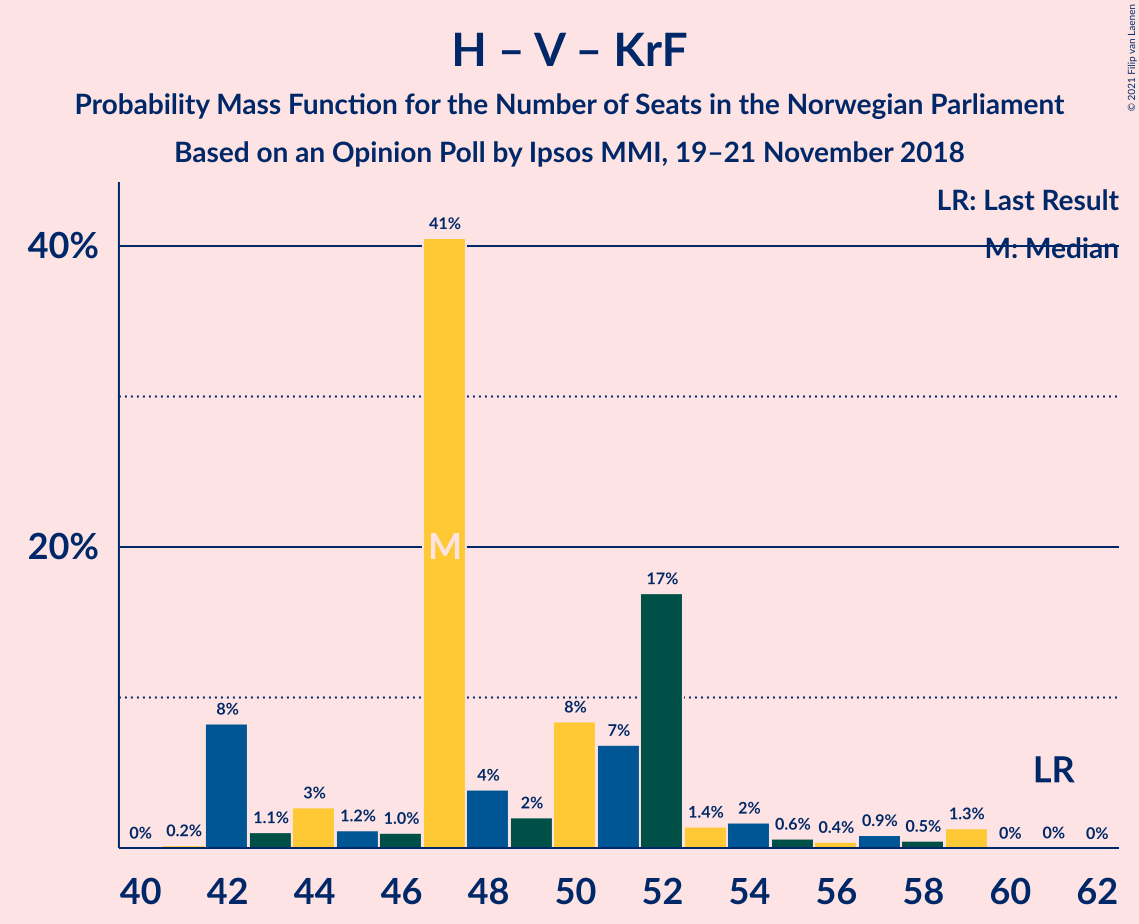 H – V – KrF
Probability Mass Function for the Number of Seats in the Norwegian Parliament
Based on an Opinion Poll by Ipsos MMI, 19–21 November 2018
© 2021 Filip van Laenen
LR: Last Result
M: Median
40%
20%
41%
M
17%
8%
8%
7%
4%
3%
2%
LR
0% 0.2% 1.1% 1.2% 1.0% 1.4% 2% 0.6% 0.4% 0.9% 0.5% 1.3% 0% 0% 0%
40 42 44 46 48 50 52 54 56 58 60 62